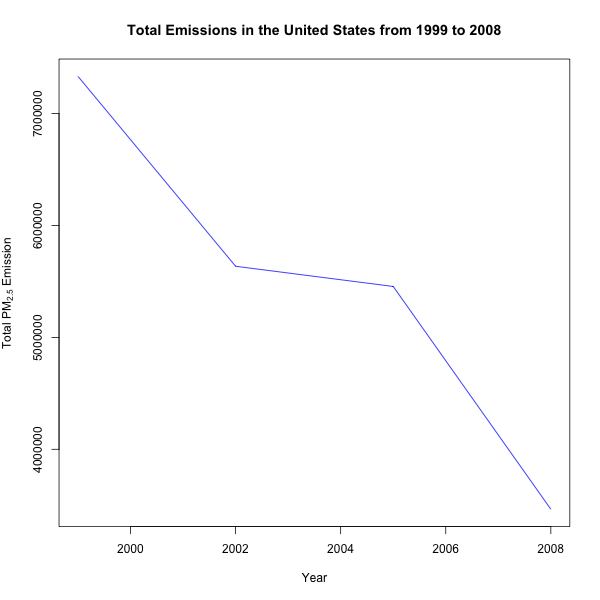 Total Emissions in the United States from 1999 to 2008
Total PM2.5 Emission
7000000
6000000
5000000
4000000
2000 2002 2004 2006 2008
Year